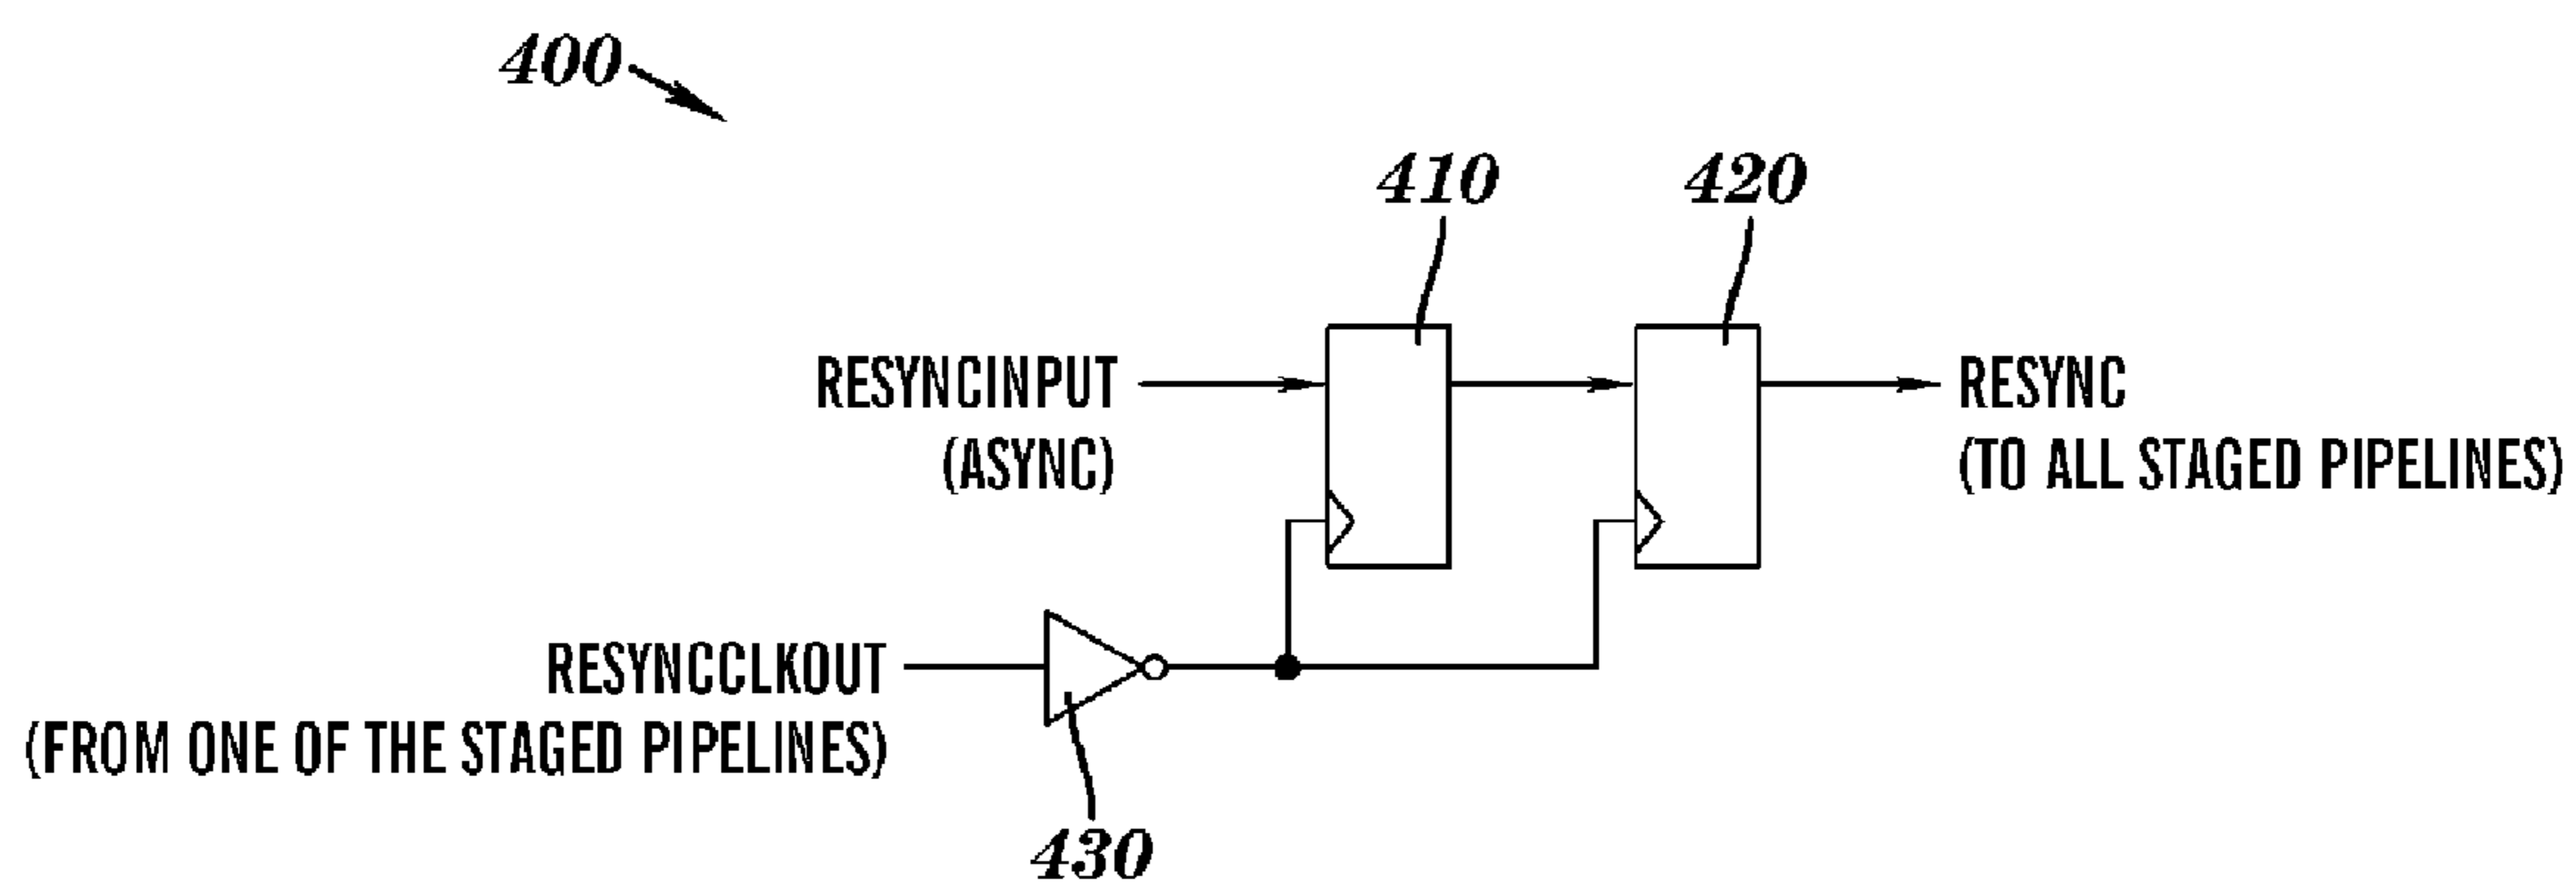 400
410
420
RESYNCINPUT
(ASYNC)
RESYNC
(TO ALL STAGED PIPELINES)
RESYNCCLKOUT
(FROM ONE OF THE STAGED PIPELINES)
430